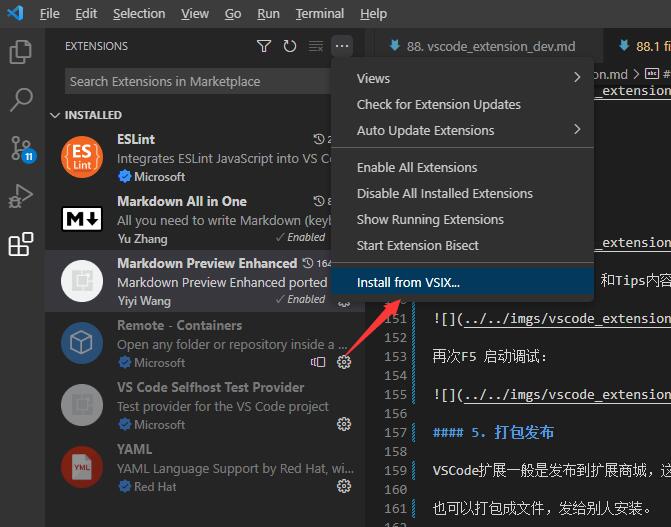 File Edit Selection View Go Run Terminal Help
EXTENSIONS
88. vscode_extension_dev.md
88.1 fi
Search Extensions in Marketplace
INSTALLED
ESLint
Integrates ESLint JavaScript into VS Co
Microsoft
Markdown All in One
All you need to write Markdown (keyb
Yu Zhang
Enabled
Markdown Preview Enhanced 164
Markdown Preview Enhanced ported
Yiyi Wang
Enabled
Remote - Containers
Open any folder or repository inside a ...
Microsoft
VS Code Selfhost Test Provider
Test provider for the VS Code project
Microsoft
YAML
YAML Language Support by Red Hat, wi...
Red Hat
11
ES
Lint
YML
Views
Check for Extension Updates
Auto Update Extensions
Enable All Extensions
Disable All Installed Extensions
Show Running Extensions
Start Extension Bisect
Install from VSIX...
on.md > #
_extension
_extension
和Tips内容
151 ![](../../imgs/vscode_extension
152
153 再次F5 启动调试：
154
155 ![](../../imgs/vscode_extension
156
157 #### 5. 打包发布
158
159 VSCode扩展一般是发布到扩展商城，这
160
161 也可以打包成文件，发给别人安装。